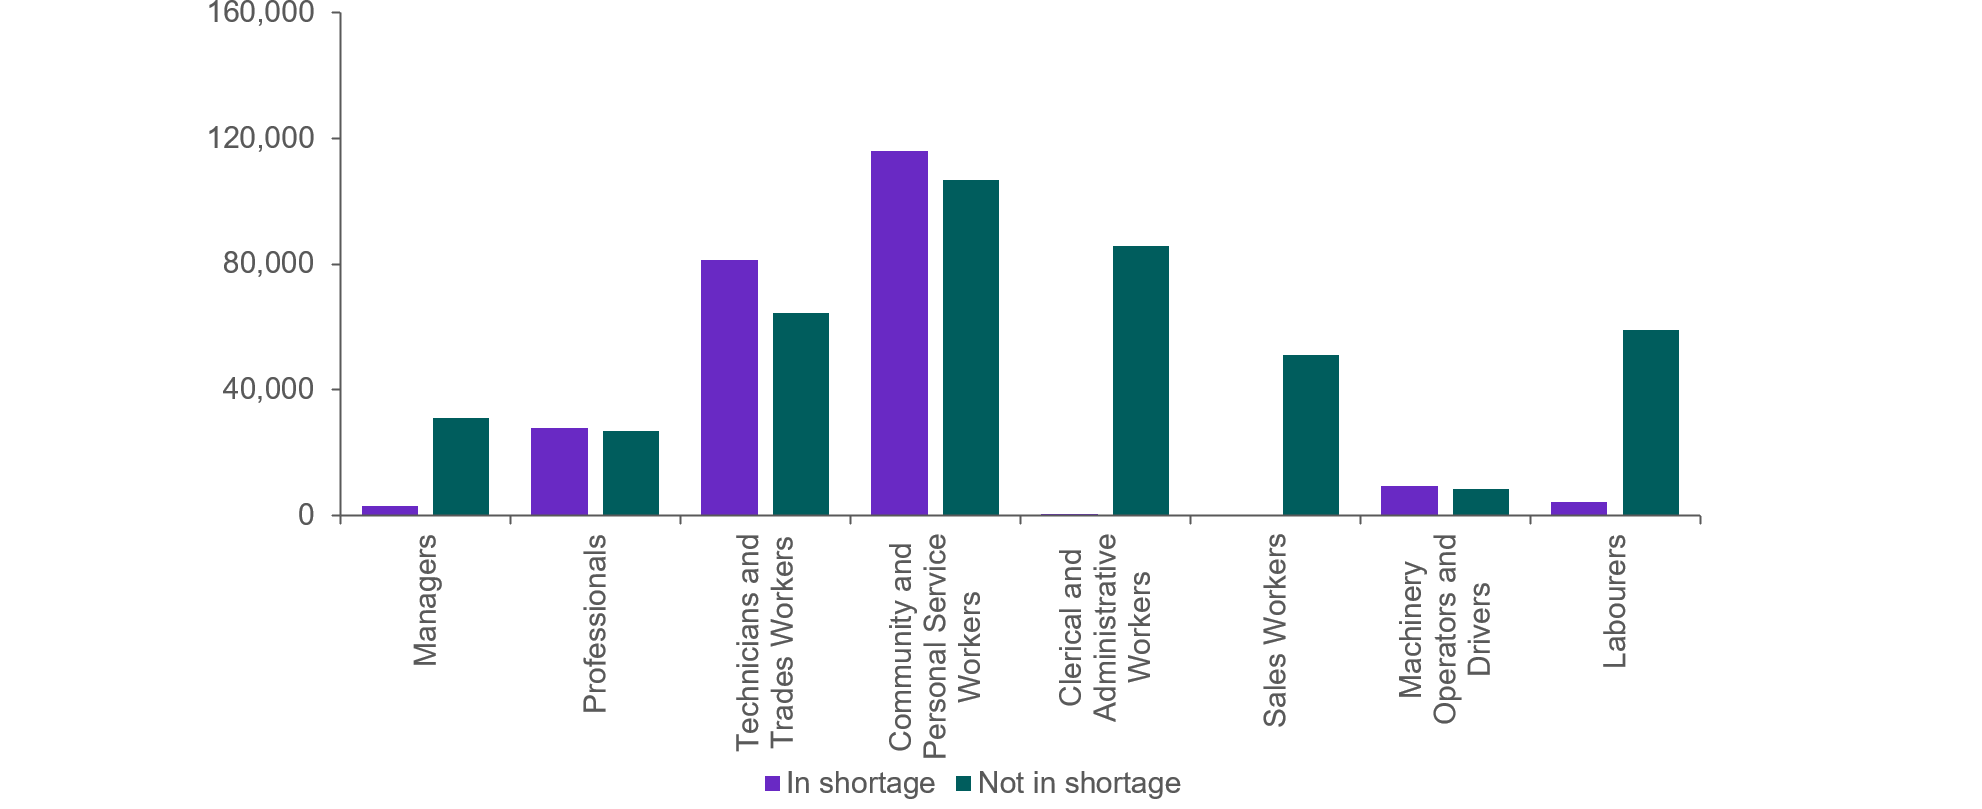 160,000
120,000
80,000
40,000
0
Managers
Professionals
Technicians and
Trades Workers
Community and
Personal Service
Workers
Clerical and
Administrative
Workers
Sales Workers
Machinery
Operators and
Drivers
Labourers
In shortage
Not in shortage